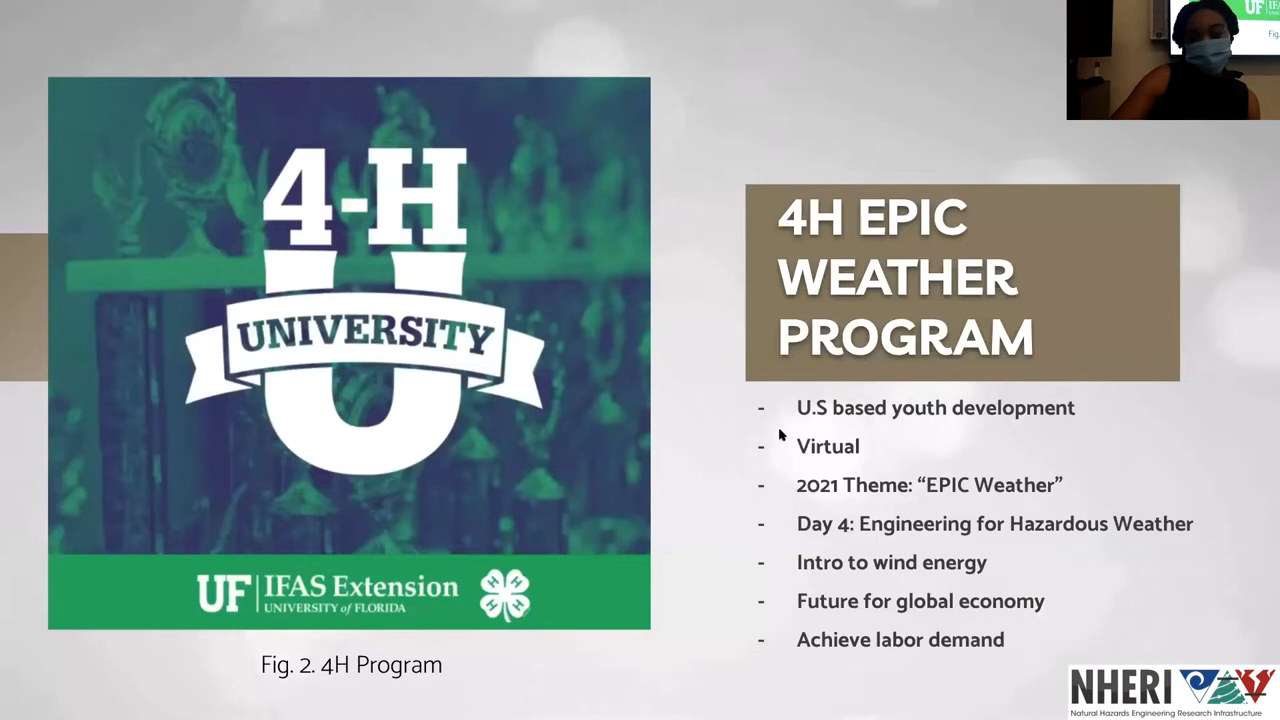 4-H
UNIVERSITY
U
UF IFAS Extension
UNIVERSITY of FLORIDA
H H
H H
Fig. 2. 4H Program
UF
Fig.
4H EPIC
WEATHER
PROGRAM
- U.S based youth development
- Virtual
- 2021 Theme: “EPIC Weather”
- Day 4: Engineering for Hazardous Weather
- Intro to wind energy
- Future for global economy
- Achieve labor demand
NHERI
Natural Hazards Engineering Research Infrastructure